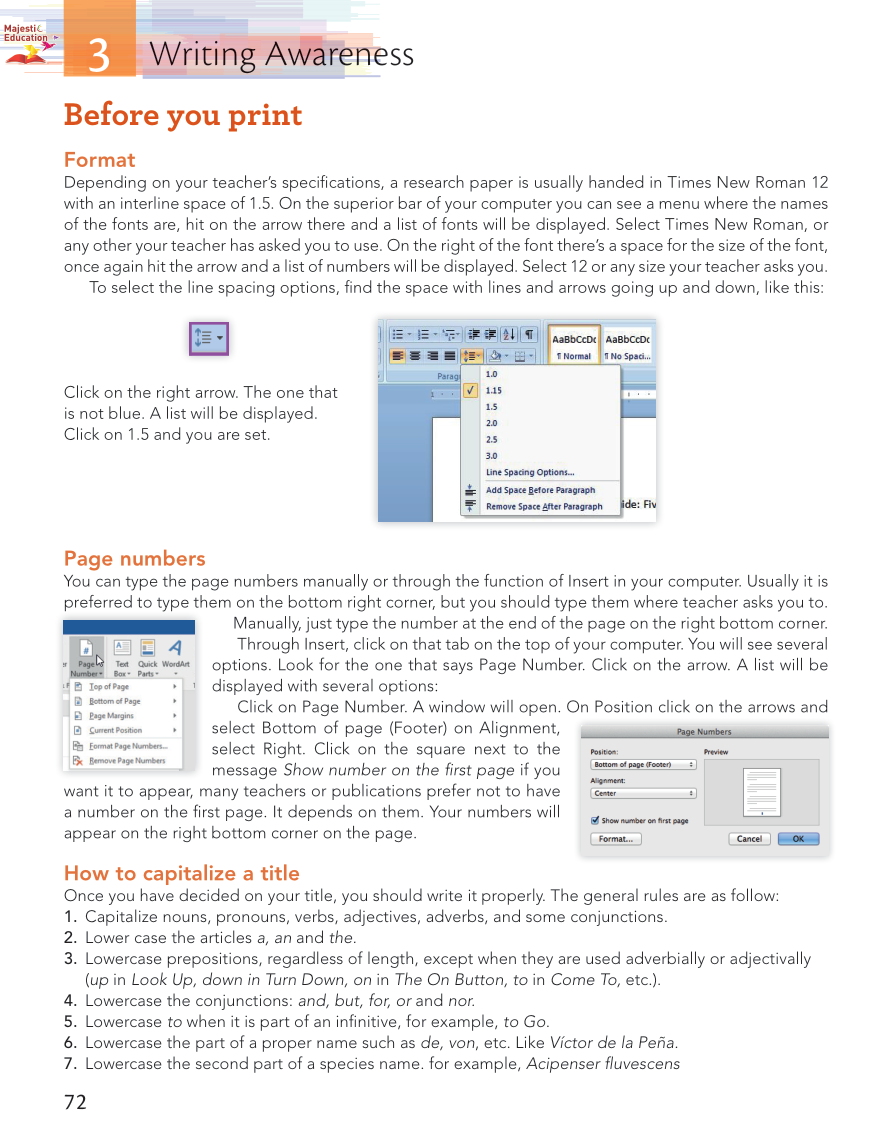 Majestic
Education
3
Writing Awareness
Before you print
Format
Depending on your teacher's specifications, a research paper is usually handed in Times New Roman 12
with an interline space of 1.5. On the superior bar of your computer you can see a menu where the names
of the fonts are, hit on the arrow there and a list of fonts will be displayed. Select Times New Roman, or
any other your teacher has asked you to use. On the right of the font there's a space for the size of the font,
once again hit the arrow and a list of numbers will be displayed. Select 12 or any size your teacher asks you.
To select the line spacing options, find the space with lines and arrows going up and down, like this:
Click on the right arrow. The one that
is not blue. A list will be displayed.
Click on 1.5 and you are set.
AaBbCcDc AaBbCcDc
¶ Normal ¶ No Spaci...
Paragr
1.0
1.15
1.5
2.0
2.5
3.0
Line Spacing Options...
Add Space Before Paragraph
Remove Space After Paragraph
ide: Fiv
Page numbers
You can type the page numbers manually or through the function of Insert in your computer. Usually it is
preferred to type them on the bottom right corner, but you should type them where teacher asks you to.
Manually, just type the number at the end of the page on the right bottom corner.
Through Insert, click on that tab on the top of your computer. You will see several
options. Look for the one that says Page Number. Click on the arrow. A list will be
displayed with several options:
Page Text Quick WordArt
Number Box Parts
Top of Page
Bottom of Page
Page Margins
Current Position
Format Page Numbers...
Remove Page Numbers
Click on Page Number. A window will open. On Position click on the arrows and
select Bottom of page (Footer) on Alignment,
select Right. Click on the square next to the
message Show number on the first page if you
want it to appear, many teachers or publications prefer not to have
a number on the first page. It depends on them. Your numbers will
appear on the right bottom corner on the page.
Page Numbers
Position: Preview
Bottom of page (Footer)
Alignment:
Center
Show number on first page
Format... Cancel OK
How to capitalize a title
Once you have decided on your title, you should write it properly. The general rules are as follow:
1. Capitalize nouns, pronouns, verbs, adjectives, adverbs, and some conjunctions.
2. Lower case the articles a, an and the.
3. Lowercase prepositions, regardless of length, except when they are used adverbially or adjectivally
(up in Look Up, down in Turn Down, on in The On Button, to in Come To, etc.).
4. Lowercase the conjunctions: and, but, for, or and nor.
5. Lowercase to when it is part of an infinitive, for example, to Go.
6. Lowercase the part of a proper name such as de, von, etc. Like Víctor de la Peña.
7. Lowercase the second part of a species name. for example, Acipenser fluvescens
72